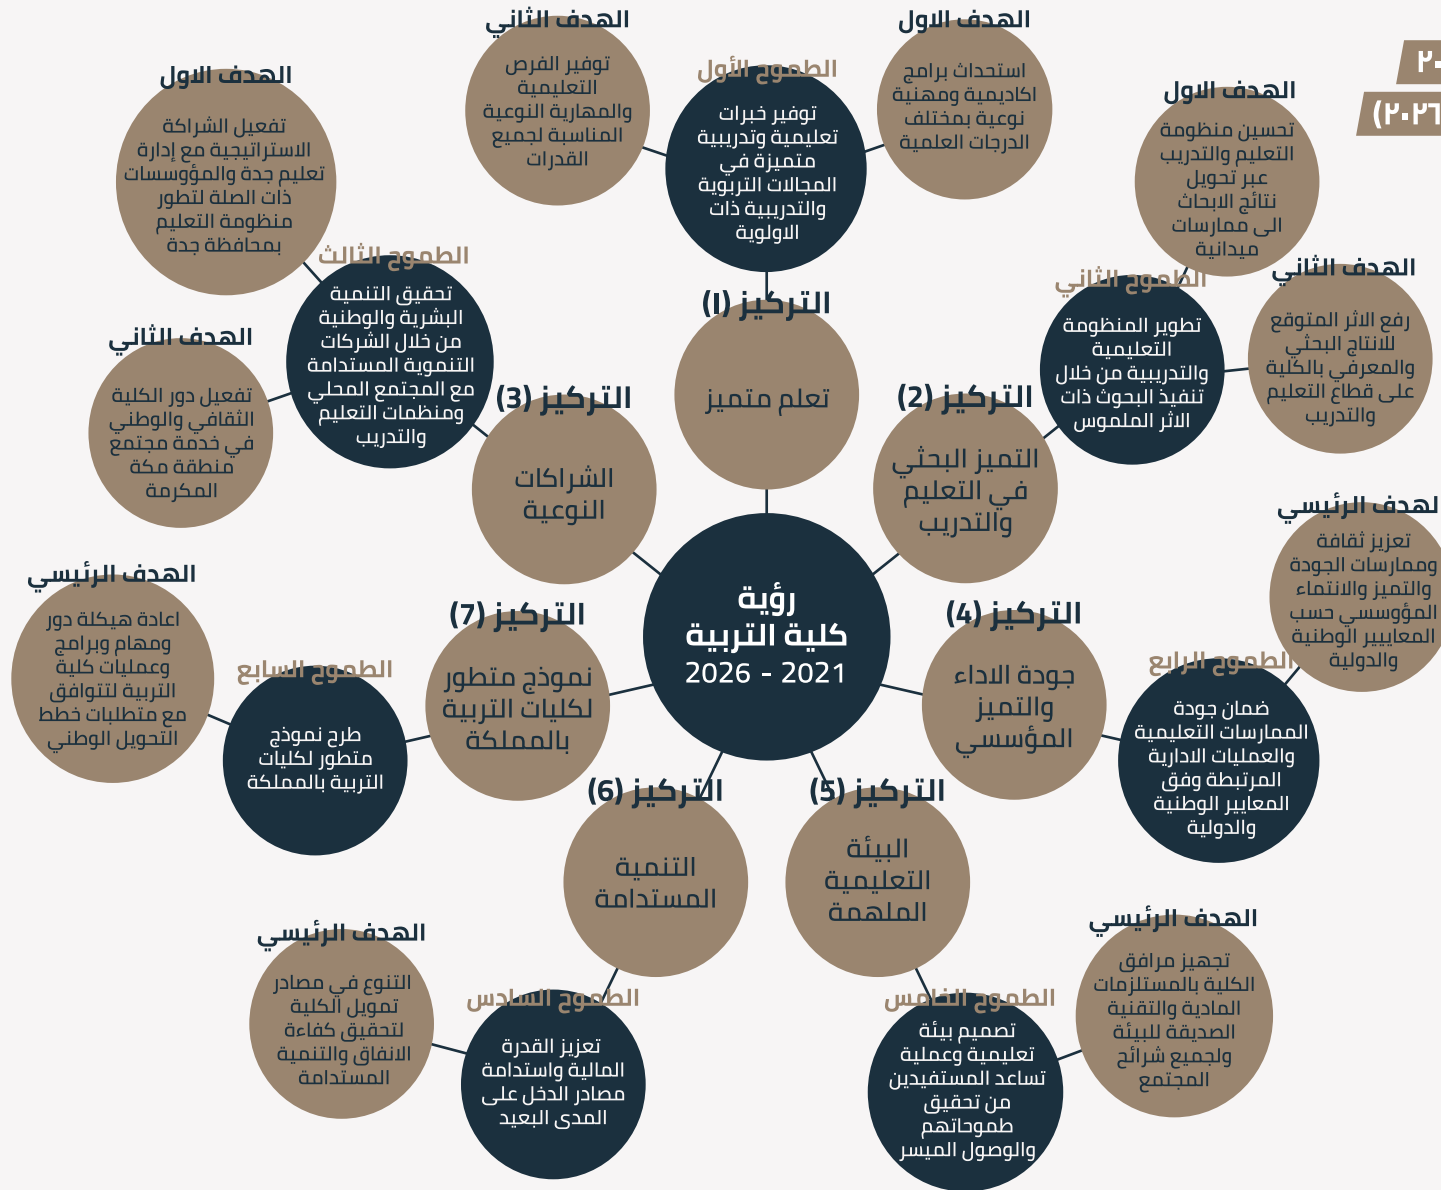 ٢٠
٢٠٢٦)
رؤية
كلية التربية
2021 - 2026
التركيز (1)
تعلم متميز
الطموح الأول
توفير خبرات
تعليمية وتدريبية
متميزة في
المجالات التربوية
والتدريبية ذات
الاولوية
الهدف الاول
استحداث برامج
اكاديمية ومهنية
نوعية بمختلف
الدرجات العلمية
الهدف الثاني
توفير الفرص
التعليمية
والمهارية النوعية
المناسبة لجميع
القدرات
التركيز (2)
التميز البحثي
في التعليم
والتدريب
الطموح الثاني
تطوير المنظومة
التعليمية
والتدريبية من خلال
تنفيذ البحوث ذات
الاثر الملموس
الهدف الاول
تحسين منظومة
التعليم والتدريب
عبر تحويل
نتائج الابحاث
الى ممارسات
ميدانية
الهدف الثاني
رفع الاثر المتوقع
للانتاج البحثي
والمعرفي بالكلية
على قطاع التعليم
والتدريب
التركيز (3)
الشراكات
النوعية
الطموح الثالث
تحقيق التنمية
البشرية والوطنية
من خلال الشركات
التنموية المستدامة
مع المجتمع المحلي
ومنظمات التعليم
والتدريب
الهدف الاول
تفعيل الشراكة
الاستراتيجية مع إدارة
تعليم جدة والمؤوسسات
ذات الصلة لتطور
منظومة التعليم
بمحافظة جدة
الهدف الثاني
تفعيل دور الكلية
الثقافي والوطني
في خدمة مجتمع
منطقة مكة
المكرمة
التركيز (4)
جودة الاداء
والتميز
المؤسسي
الطموح الرابع
ضمان جودة
الممارسات التعليمية
والعمليات الادارية
المرتبطة وفق
المعايير الوطنية
والدولية
لهدف الرئيسي
تعزيز ثقافة
وممارسات الجودة
والتميز والانتماء
المؤوسسي حسب
المعاييير الوطنية
والدولية
التركيز (5)
البيئة
التعليمية
الملهمة
الطموح الخامس
تصميم بيئة
تعليمية وعملية
تساعد المستفيدين
من تحقيق
طموحاتهم
والوصول الميسر
الهدف الرئيسي
تجهيز مرافق
الكلية بالمستلزمات
المادية والتقنية
الصديقة للبيئة
ولجميع شرائح
المجتمع
التركيز (6)
التنمية
المستدامة
الطموح السادس
تعزيز القدرة
المالية واستدامة
مصادر الدخل على
المدى البعيد
الهدف الرئيسي
التنوع في مصادر
تمويل الكلية
لتحقيق كفاءة
الانفاق والتنمية
المستدامة
التركيز (7)
نموذج متطور
لكليات التربية
بالمملكة
الطموح السابع
طرح نموذج
متطور لكليات
التربية بالمملكة
الهدف الرئيسي
اعادة هيكلة دور
ومهام وبرامج
وعمليات كلية
التربية لتتوافق
مع متطلبات خطط
التحويل الوطني